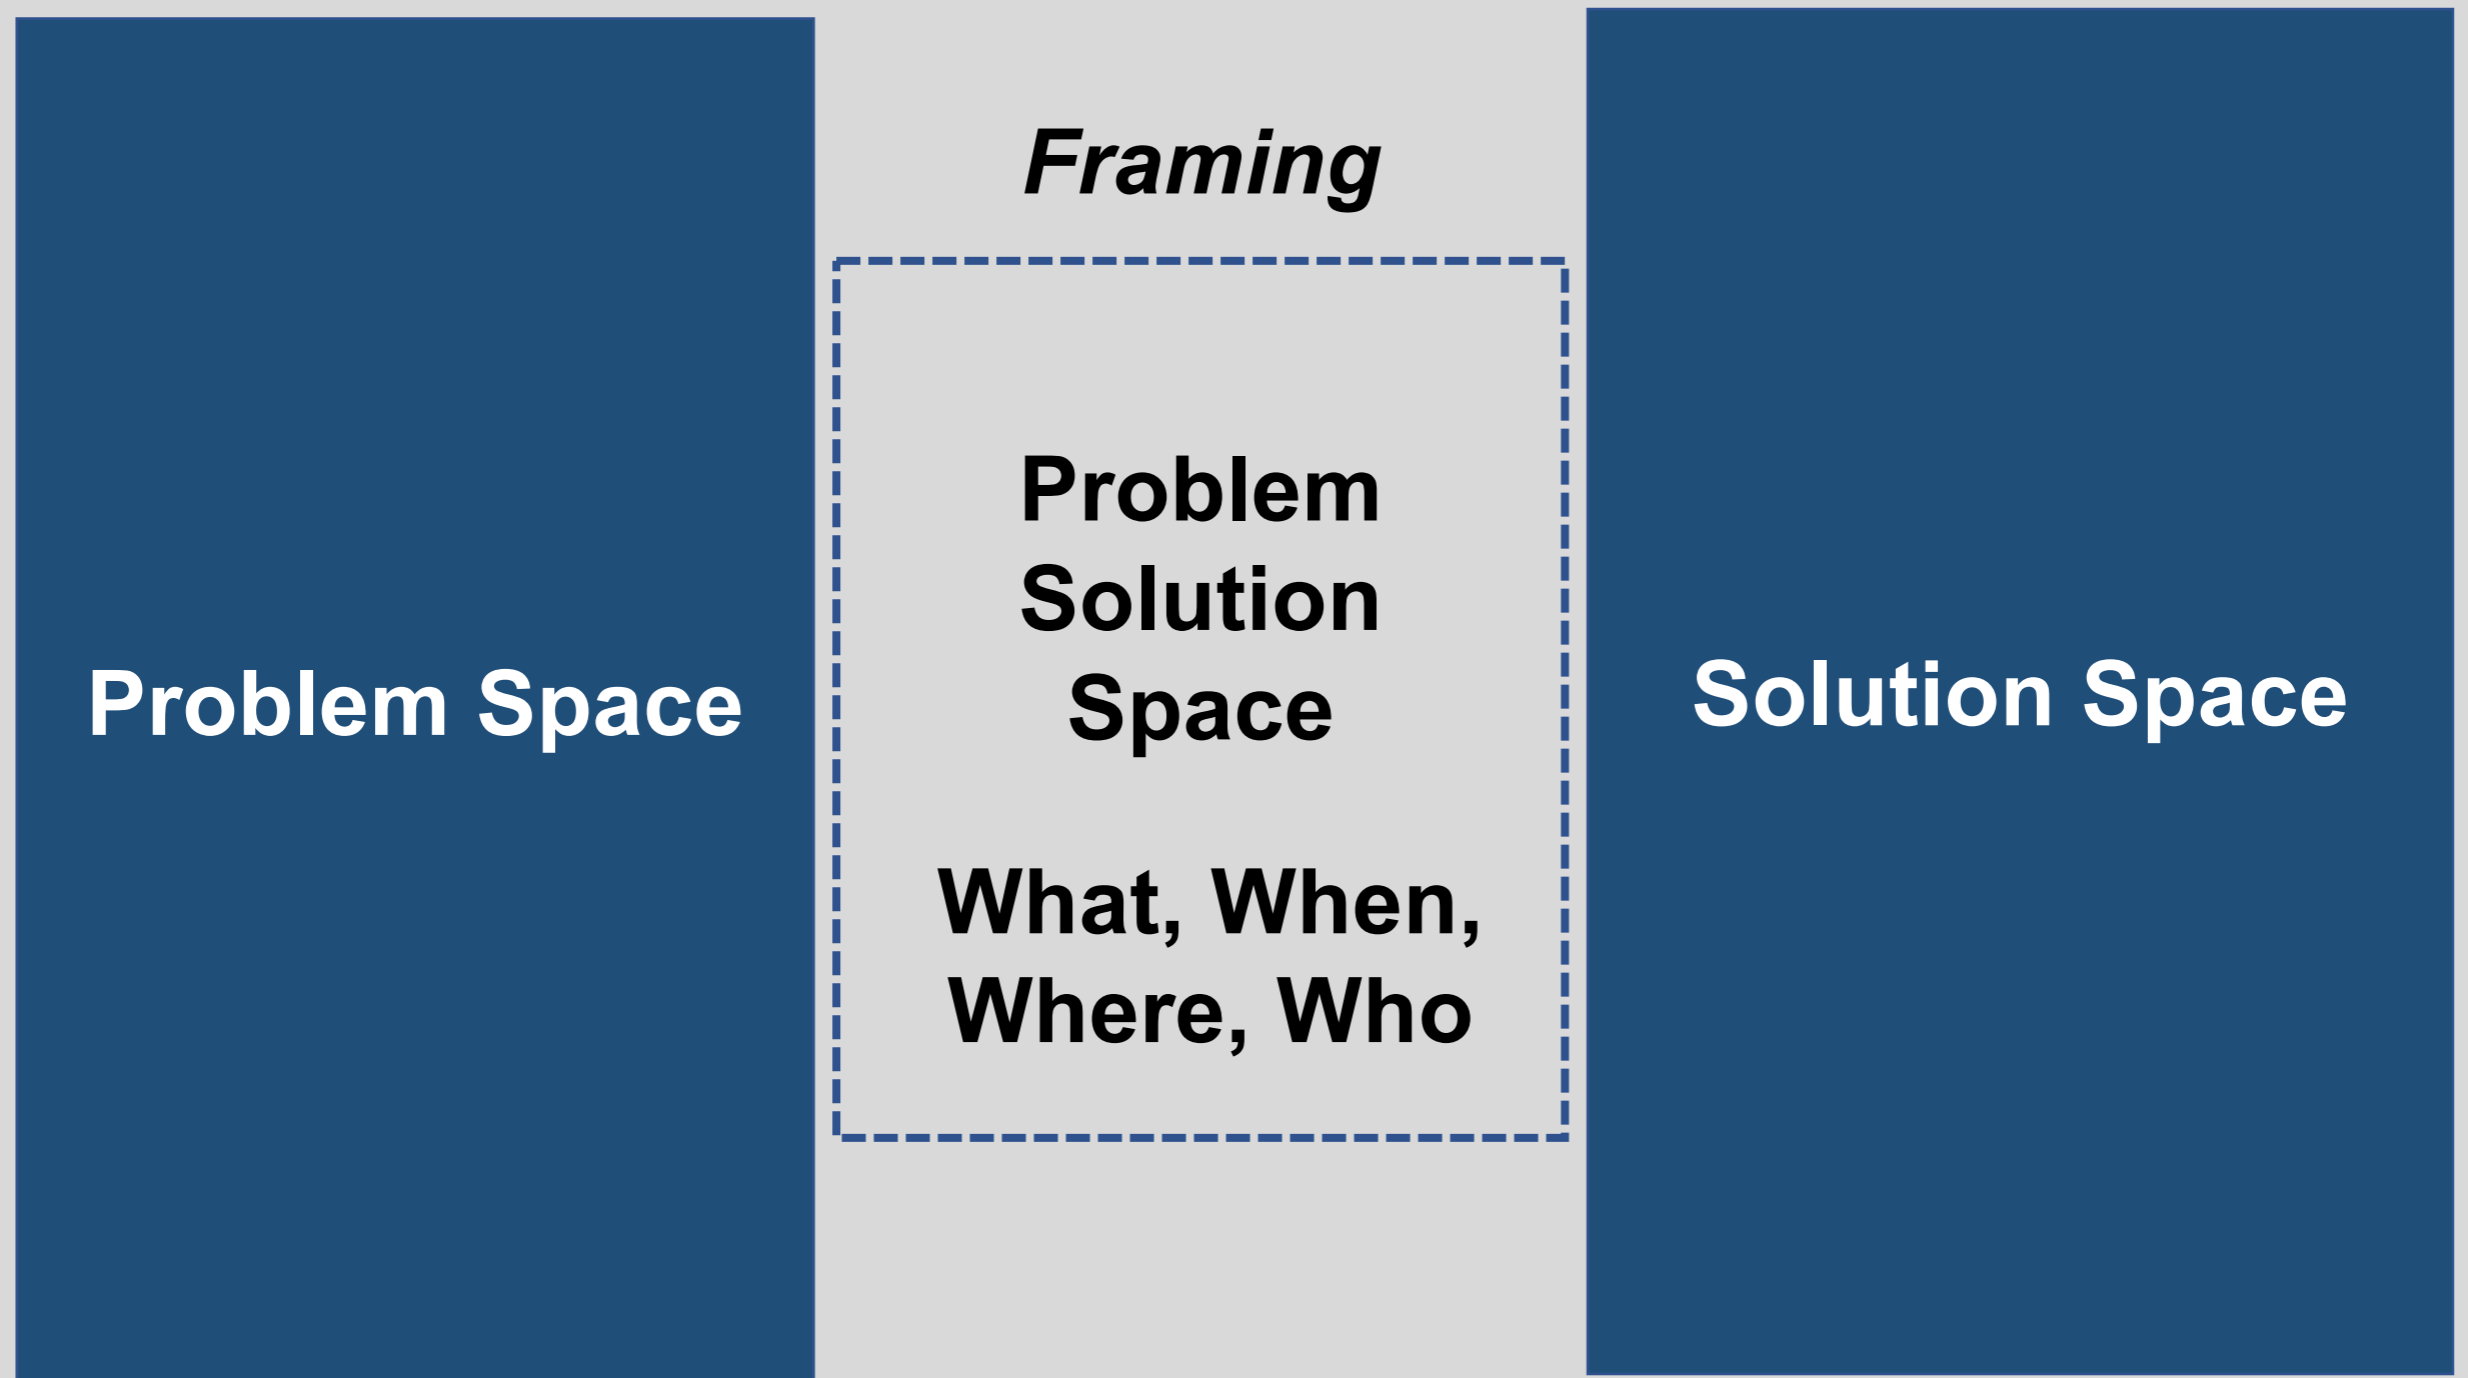 Problem Space
Framing
Problem
Solution
Space
What, When,
Where, Who
Solution Space